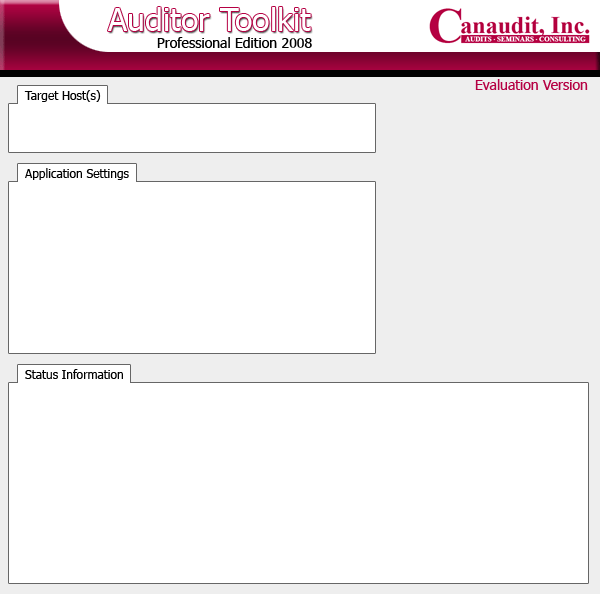 Auditor Toolkit
Professional Edition 2008
Canaudit, Inc.
AUDITS · SEMINARS · CONSULTING
Evaluation Version
Target Host(s)
Application Settings
Status Information